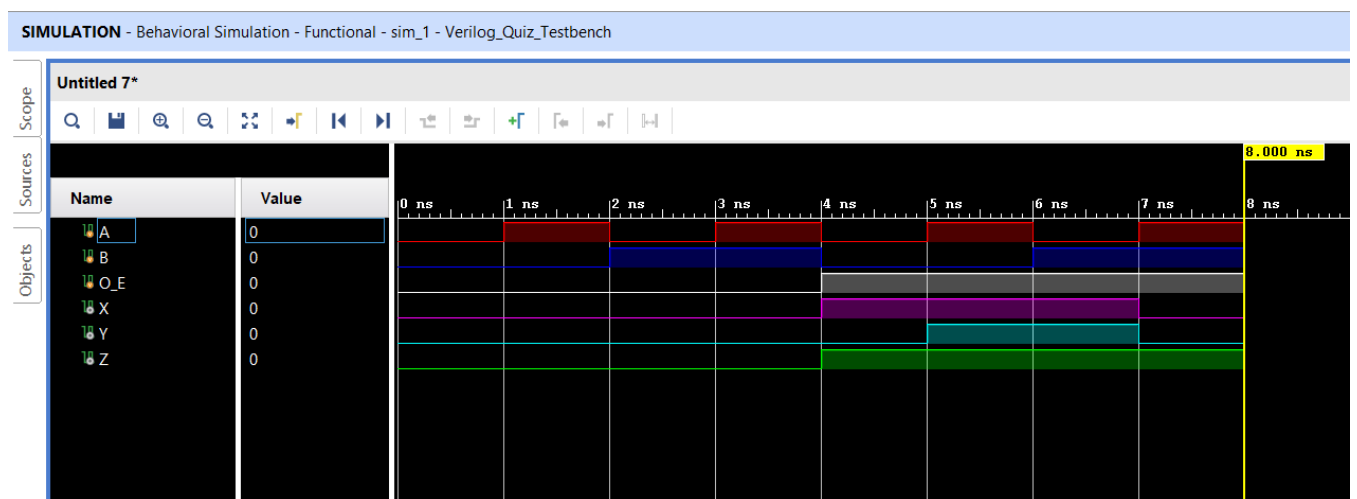 SIMULATION - Behavioral Simulation - Functional - sim_1 - Verilog_Quiz_Testbench
Scope
Sources
Objects
Untitled 7*
8.000 ns
Name Value
0 ns 1 ns 2 ns 3 ns 4 ns 5 ns 6 ns 7 ns 8 ns
A 0
B 0
O_E 0
X 0
Y 0
Z 0